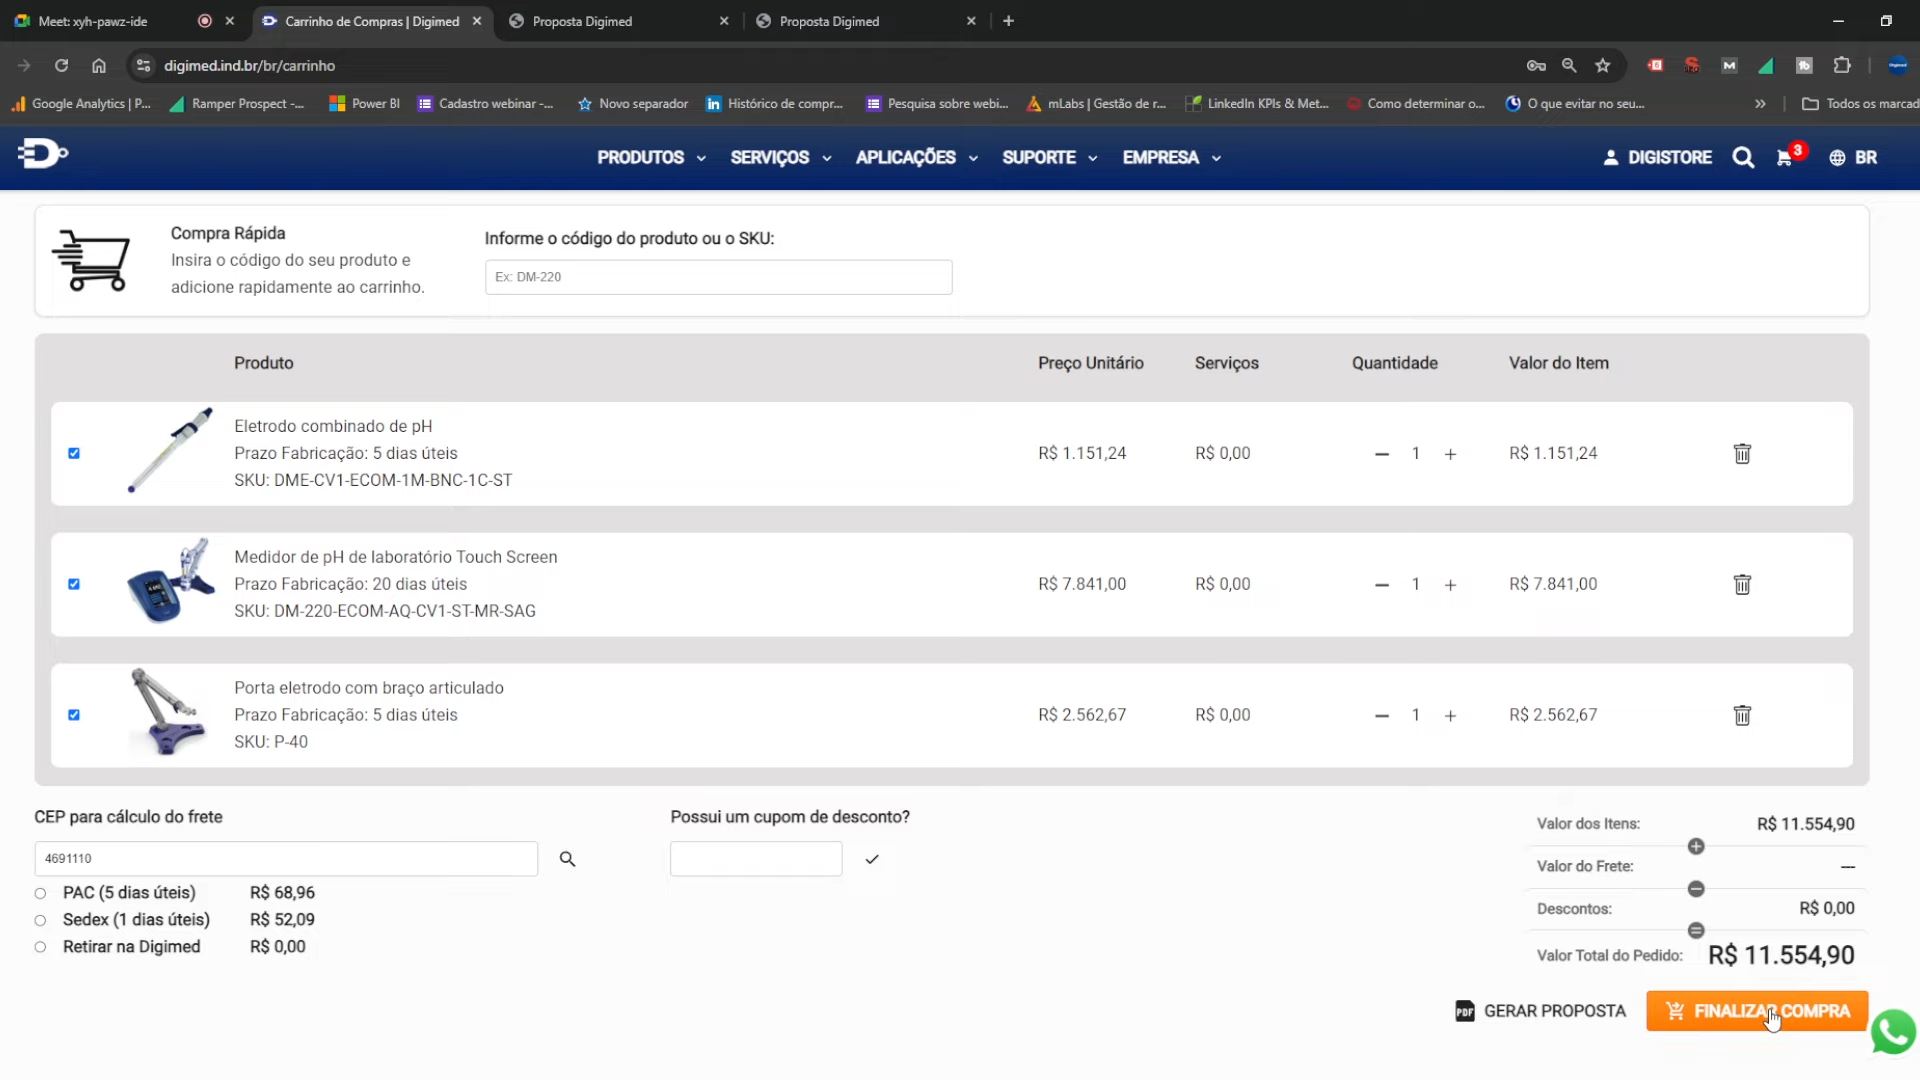 Meet: xyh-pawz-ide
Carrinho de Compras | Digimed
Proposta Digimed
Proposta Digimed
digimed.ind.br/br/carrinho
Google Analytics | P...
Ramper Prospect -...
Power BI
Cadastro webinar -...
Novo separador
Histórico de compr...
Pesquisa sobre webi...
mLabs | Gestão de r...
LinkedIn KPIs & Met...
Como determinar o...
O que evitar no seu...
Todos os marcad
PRODUTOS
SERVIÇOS
APLICAÇÕES
SUPORTE
EMPRESA
DIGISTORE
3
BR
Compra Rápida
Insira o código do seu produto e
adicione rapidamente ao carrinho.
Informe o código do produto ou o SKU:
Ex: DM-220
Produto Preço Unitário Serviços Quantidade Valor do Item
Eletrodo combinado de pH
Prazo Fabricação: 5 dias úteis R$ 1.151,24 R$ 0,00 — 1 + R$ 1.151,24
SKU: DME-CV1-ECOM-1M-BNC-1C-ST
Medidor de pH de laboratório Touch Screen
Prazo Fabricação: 20 dias úteis R$ 7.841,00 R$ 0,00 — 1 + R$ 7.841,00
SKU: DM-220-ECOM-AQ-CV1-ST-MR-SAG
Porta eletrodo com braço articulado
Prazo Fabricação: 5 dias úteis R$ 2.562,67 R$ 0,00 — 1 + R$ 2.562,67
SKU: P-40
CEP para cálculo do frete
4691110
PAC (5 dias úteis) R$ 68,96
Sedex (1 dias úteis) R$ 52,09
Retirar na Digimed R$ 0,00
Possui um cupom de desconto?
Valor dos Itens: R$ 11.554,90
Valor do Frete: —
Descontos: R$ 0,00
Valor Total do Pedido: R$ 11.554,90
PDF GERAR PROPOSTA
FINALIZAR COMPRA